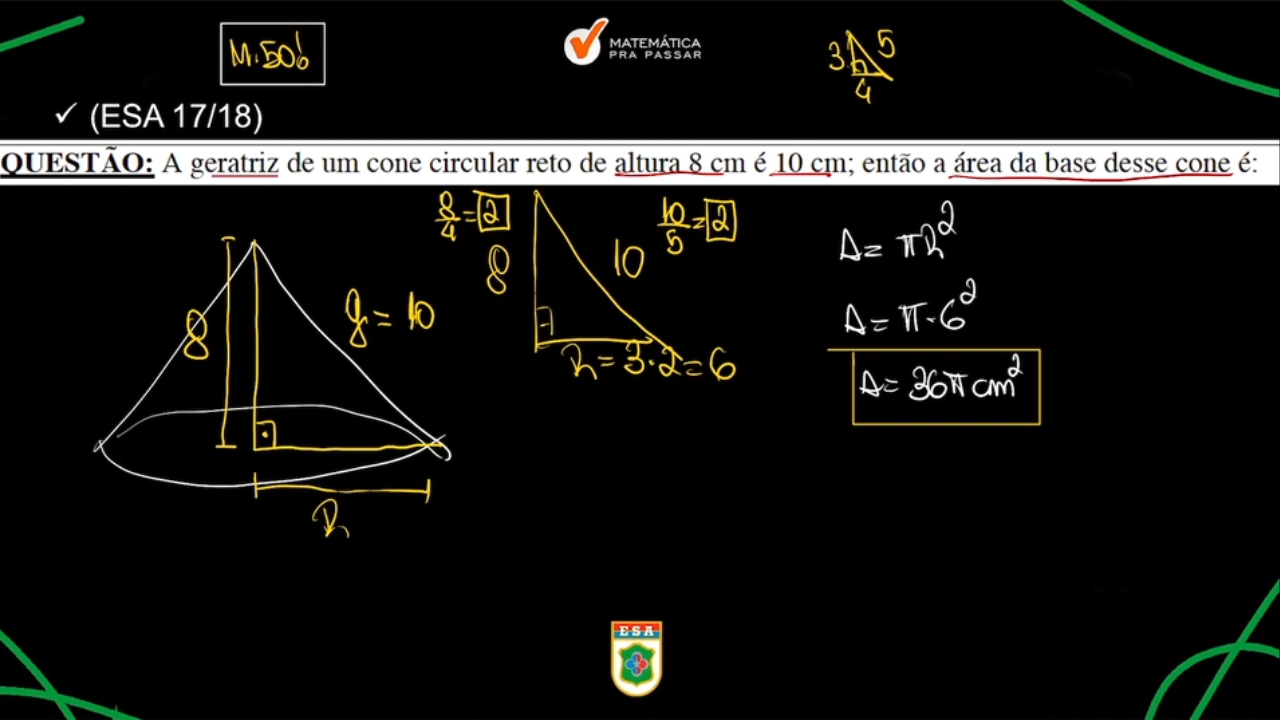 M.50!
MATEMÁTICA
PRA PASSAR
3 5
4
✓ (ESA 17/18)
QUESTÃO: A geratriz de um cone circular reto de altura 8 cm é 10 cm; então a área da base desse cone é:
8
g = 10
R
8/4 = 2
10/5 = 2
8
10
R = 3.2 = 6
A = πR²
A = π.6²
A = 36π cm²
ESA